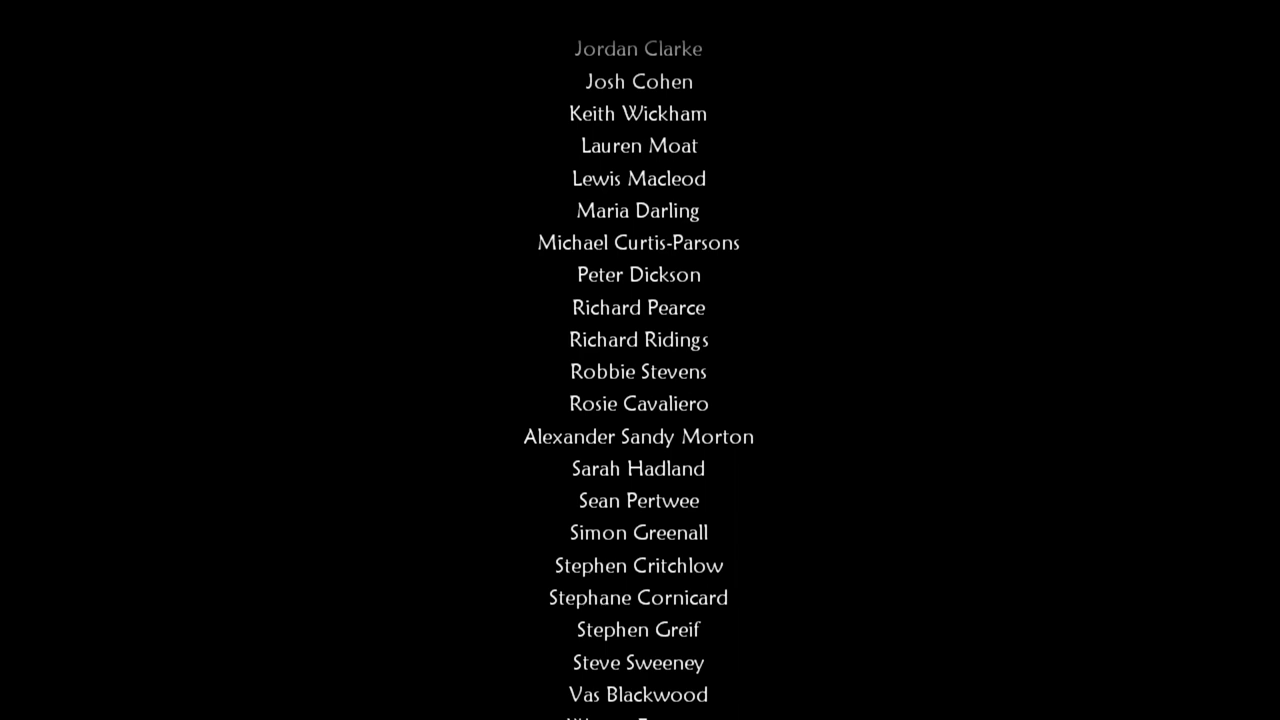 Jordan Clarke
Josh Cohen
Keith Wickham
Lauren Moat
Lewis Macleod
Maria Darling
Michael Curtis-Parsons
Peter Dickson
Richard Pearce
Richard Ridings
Robbie Stevens
Rosie Cavaliero
Alexander Sandy Morton
Sarah Hadland
Sean Pertwee
Simon Greenall
Stephen Critchlow
Stephane Cornicard
Stephen Greif
Steve Sweeney
Vas Blackwood